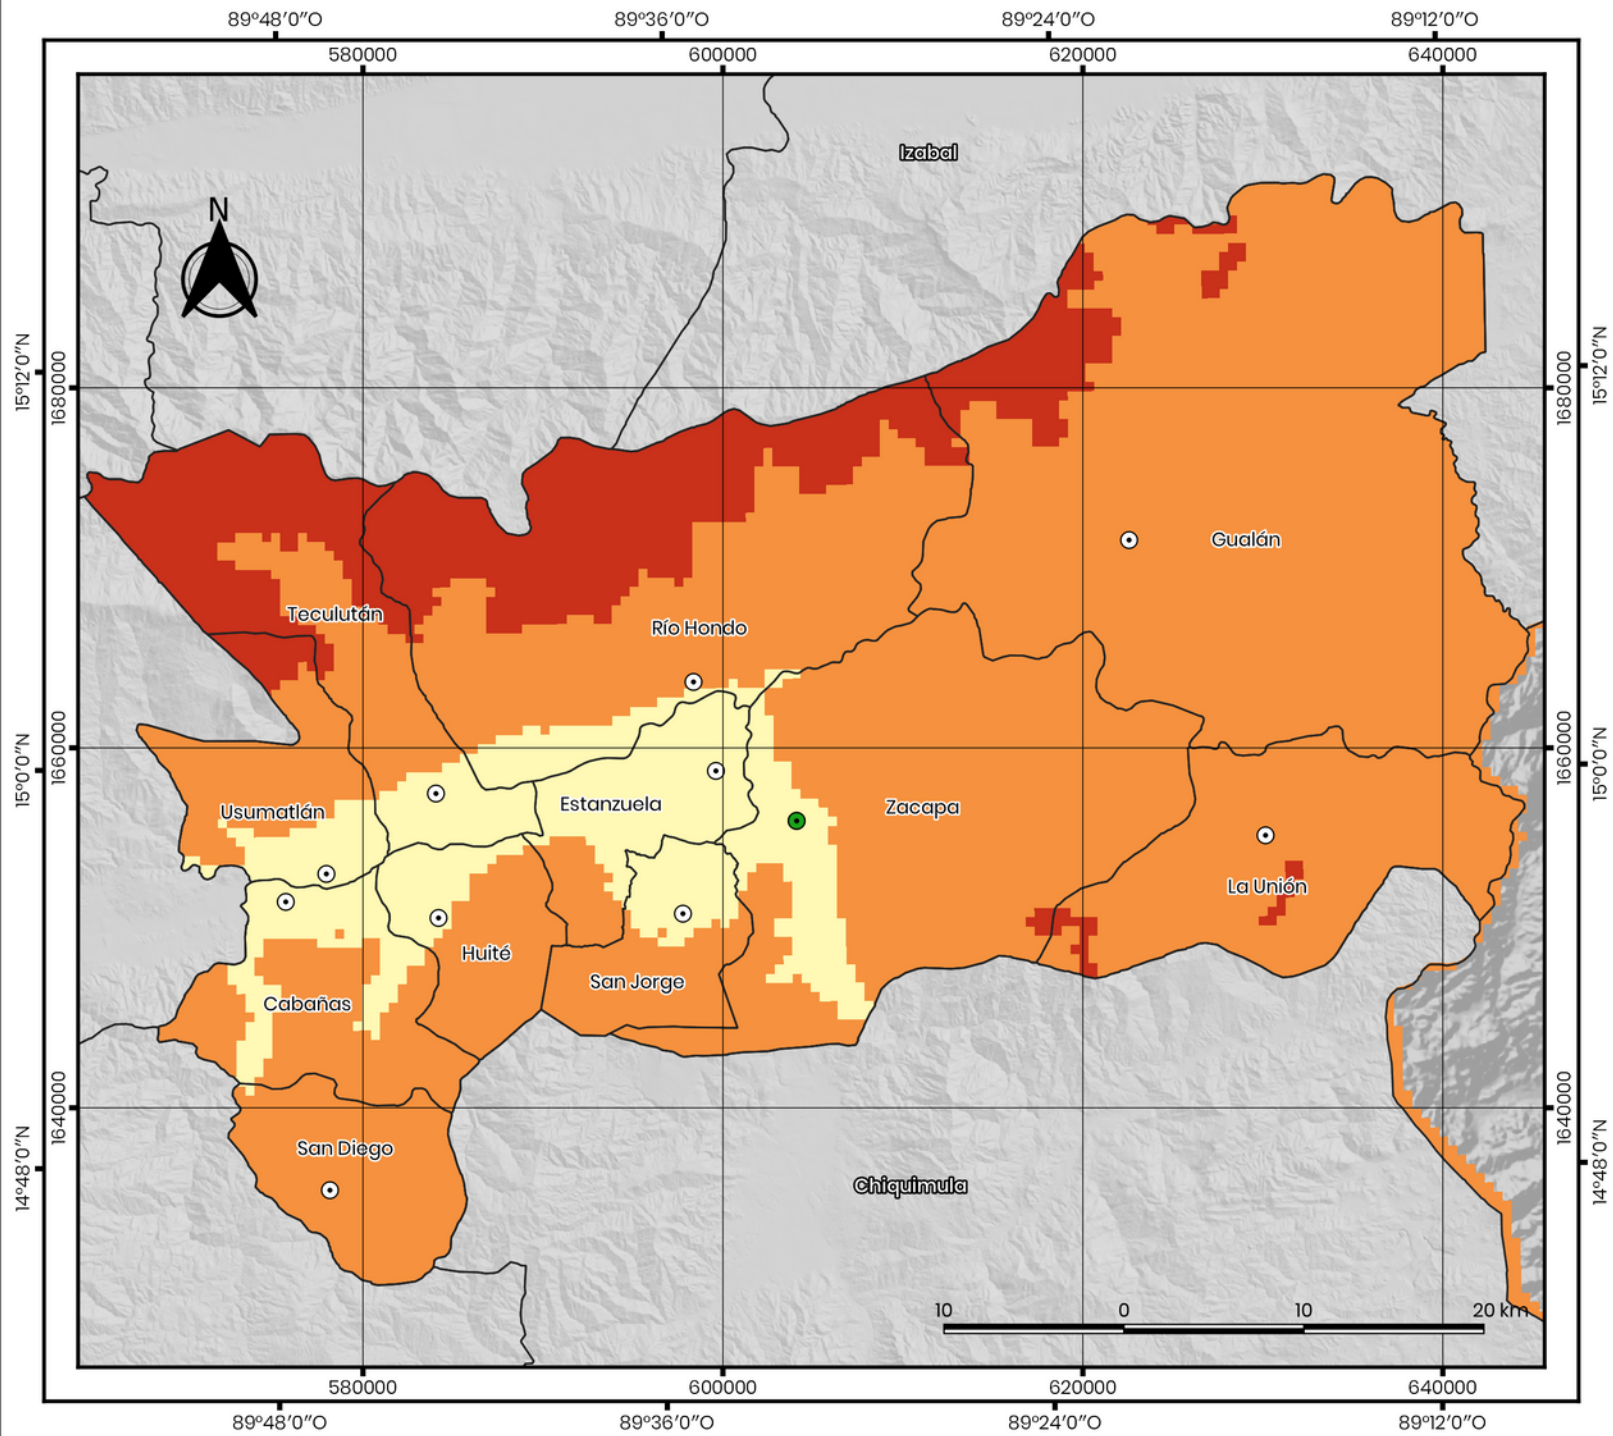 89°48'0"O 89°36'0"O 89°24'0"O 89°12'0"O
580000 600000 620000 640000
Izabal
N
15°12'0"N 1680000 1680000 15°12'0"N
Gualán
Teculután
Río Hondo
15°0'0"N 1660000 1660000 15°0'0"N
Usumatlán Estanzuela Zacapa
La Unión
Huité
San Jorge
Cabañas
14°48'0"N 1640000 1640000 14°48'0"N
San Diego
Chiquimula
10 0 10 20 km
580000 600000 620000 640000
89°48'0"O 89°36'0"O 89°24'0"O 89°12'0"O